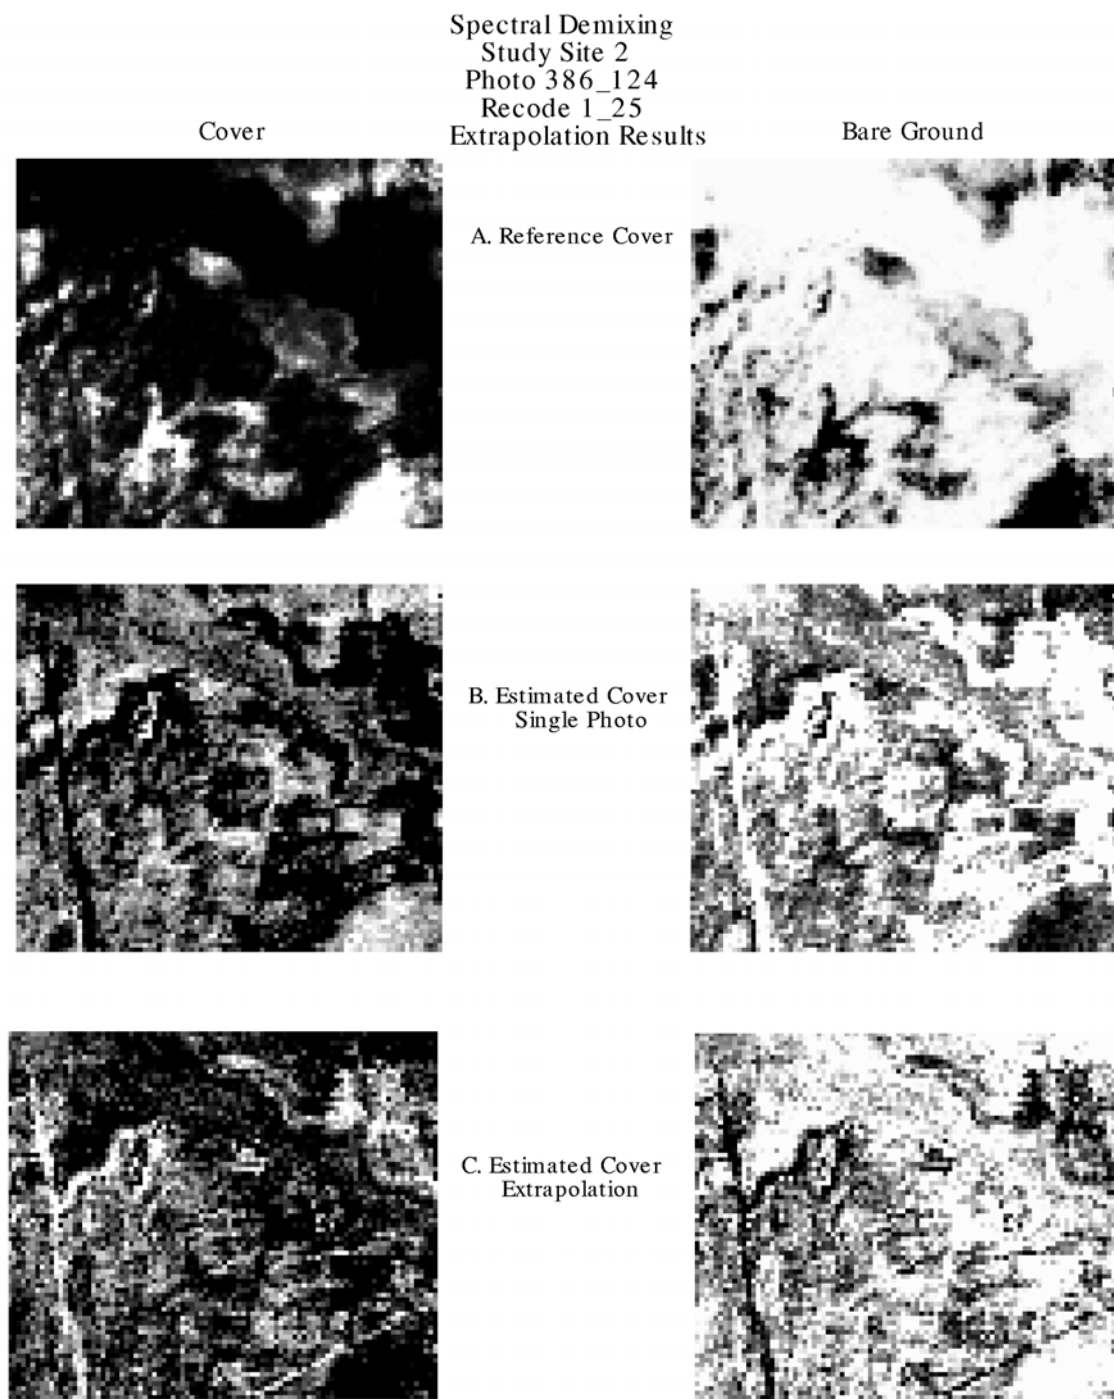 Spectral Demixing
Study Site 2
Photo 386_124
Recode 1_25
Extrapolation Results
Cover
Bare Ground
A. Reference Cover
B. Estimated Cover
Single Photo
C. Estimated Cover
Extrapolation